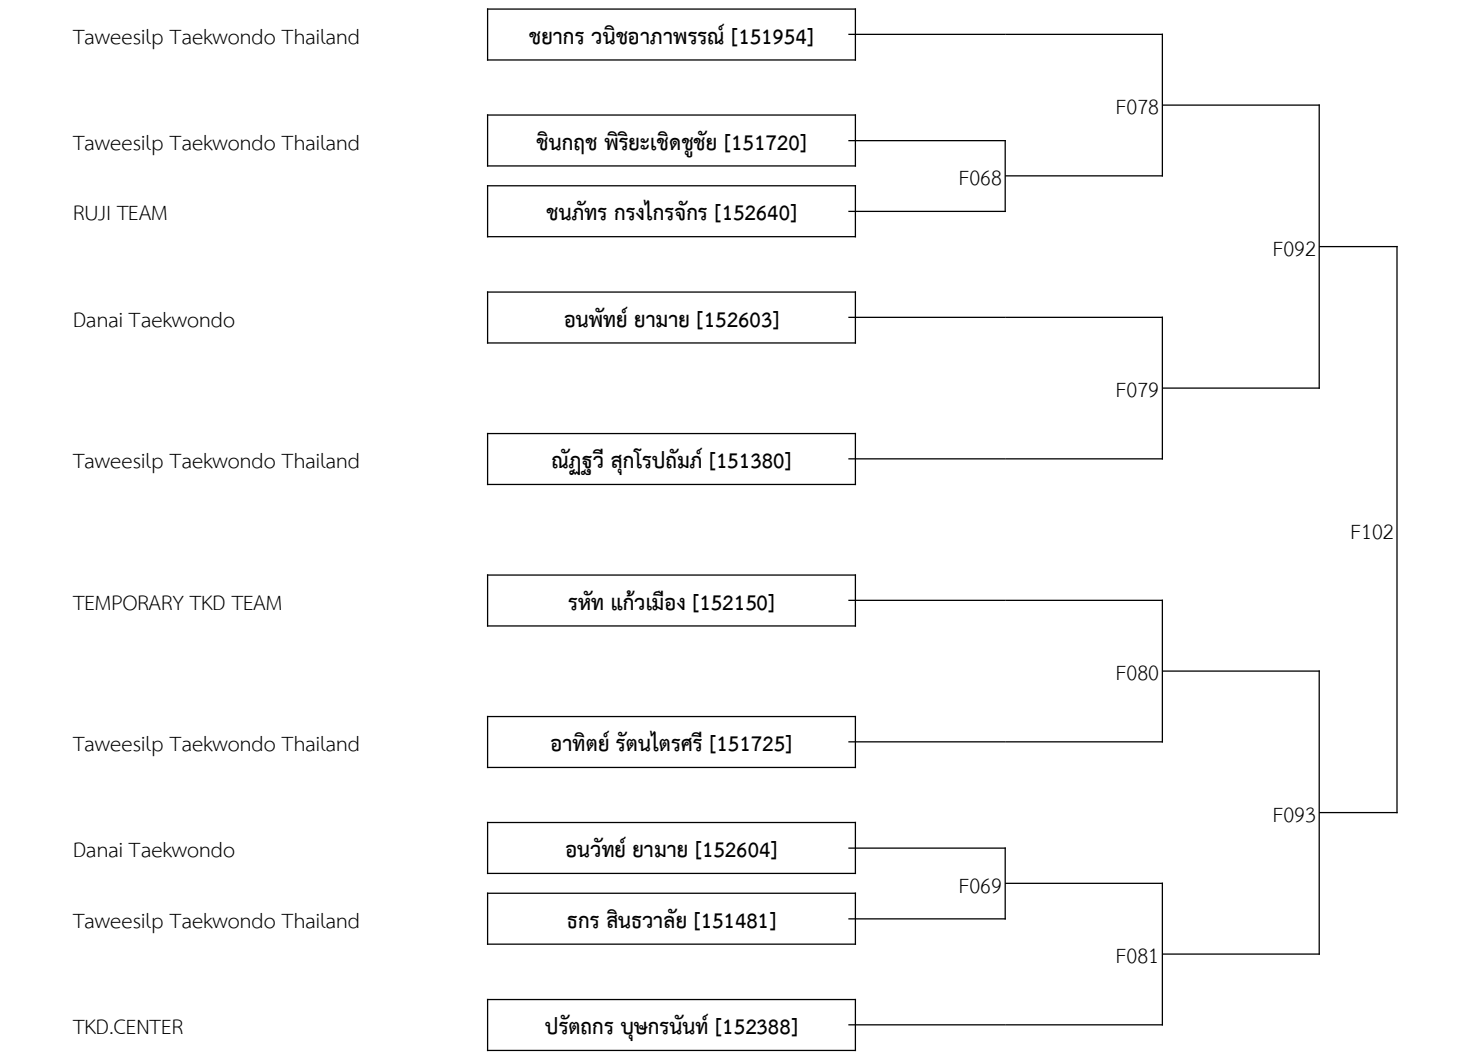 Taweesilp Taekwondo Thailand ชยากร วนิชอาภาพรรณ์ [151954]
F078
Taweesilp Taekwondo Thailand ชินกฤช พิริยะเชิดชูชัย [151720]
F068
RUJI TEAM ชนภัทร กรงไกรจักร [152640]
F092
Danai Taekwondo อนพัทย์ ยามาย [152603]
F079
Taweesilp Taekwondo Thailand ณัฏฐวี สุกโรปถัมภ์ [151380]
F102
TEMPORARY TKD TEAM รหัท แก้วเมือง [152150]
F080
Taweesilp Taekwondo Thailand อาทิตย์ รัตนไตรศรี [151725]
F093
Danai Taekwondo อนวัทย์ ยามาย [152604]
F069
Taweesilp Taekwondo Thailand ธกร สินธวาลัย [151481]
F081
TKD.CENTER ปรัตถกร บุษกรนันท์ [152388]